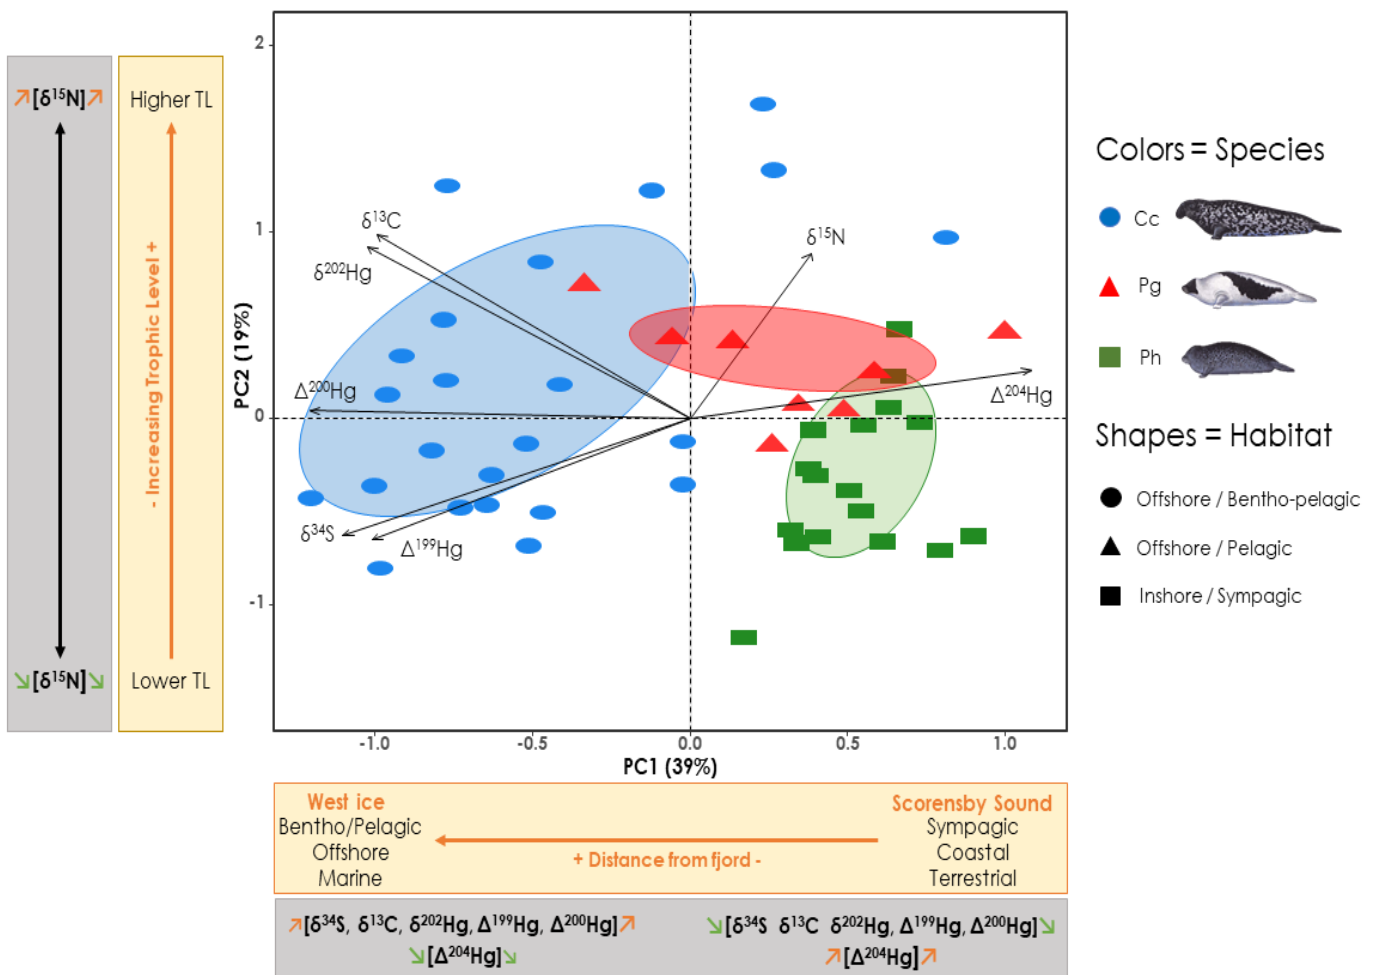 ↗[δ¹⁵N]↗
Higher TL
- Increasing Trophic Level +
↘[δ¹⁵N]↘
Lower TL
PC2 (19%)
2
1
0
-1
δ¹³C
δ²⁰²Hg
δ¹⁵N
Δ²⁰⁰Hg
Δ²⁰⁴Hg
δ³⁴S
Δ¹⁹⁹Hg
-1.0
-0.5
0.0
0.5
1.0
PC1 (39%)
Colors = Species
Cc
Pg
Ph
Shapes = Habitat
Offshore / Bentho-pelagic
Offshore / Pelagic
Inshore / Sympagic
West ice
Bentho/Pelagic
Offshore
Marine
+ Distance from fjord -
Scorensby Sound
Sympagic
Coastal
Terrestrial
↗[δ³⁴S, δ¹³C, δ²⁰²Hg, Δ¹⁹⁹Hg, Δ²⁰⁰Hg]↗
↘[Δ²⁰⁴Hg]↘
↘[δ³⁴S δ¹³C δ²⁰²Hg, Δ¹⁹⁹Hg, Δ²⁰⁰Hg]↘
↗[Δ²⁰⁴Hg]↗